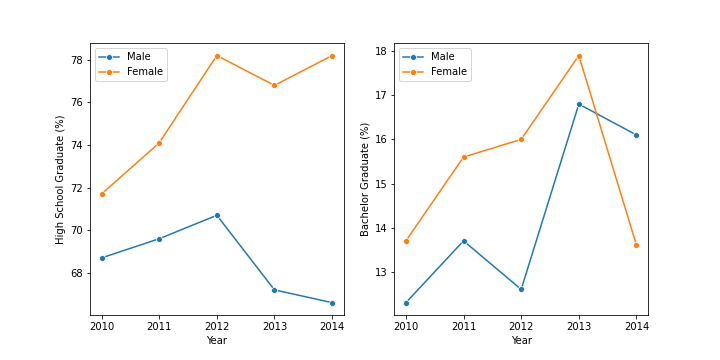 Male
Female
High School Graduate (%)
78
76
74
72
70
68
2010 2011 2012 2013 2014
Year
Male
Female
Bachelor Graduate (%)
18
17
16
15
14
13
2010 2011 2012 2013 2014
Year